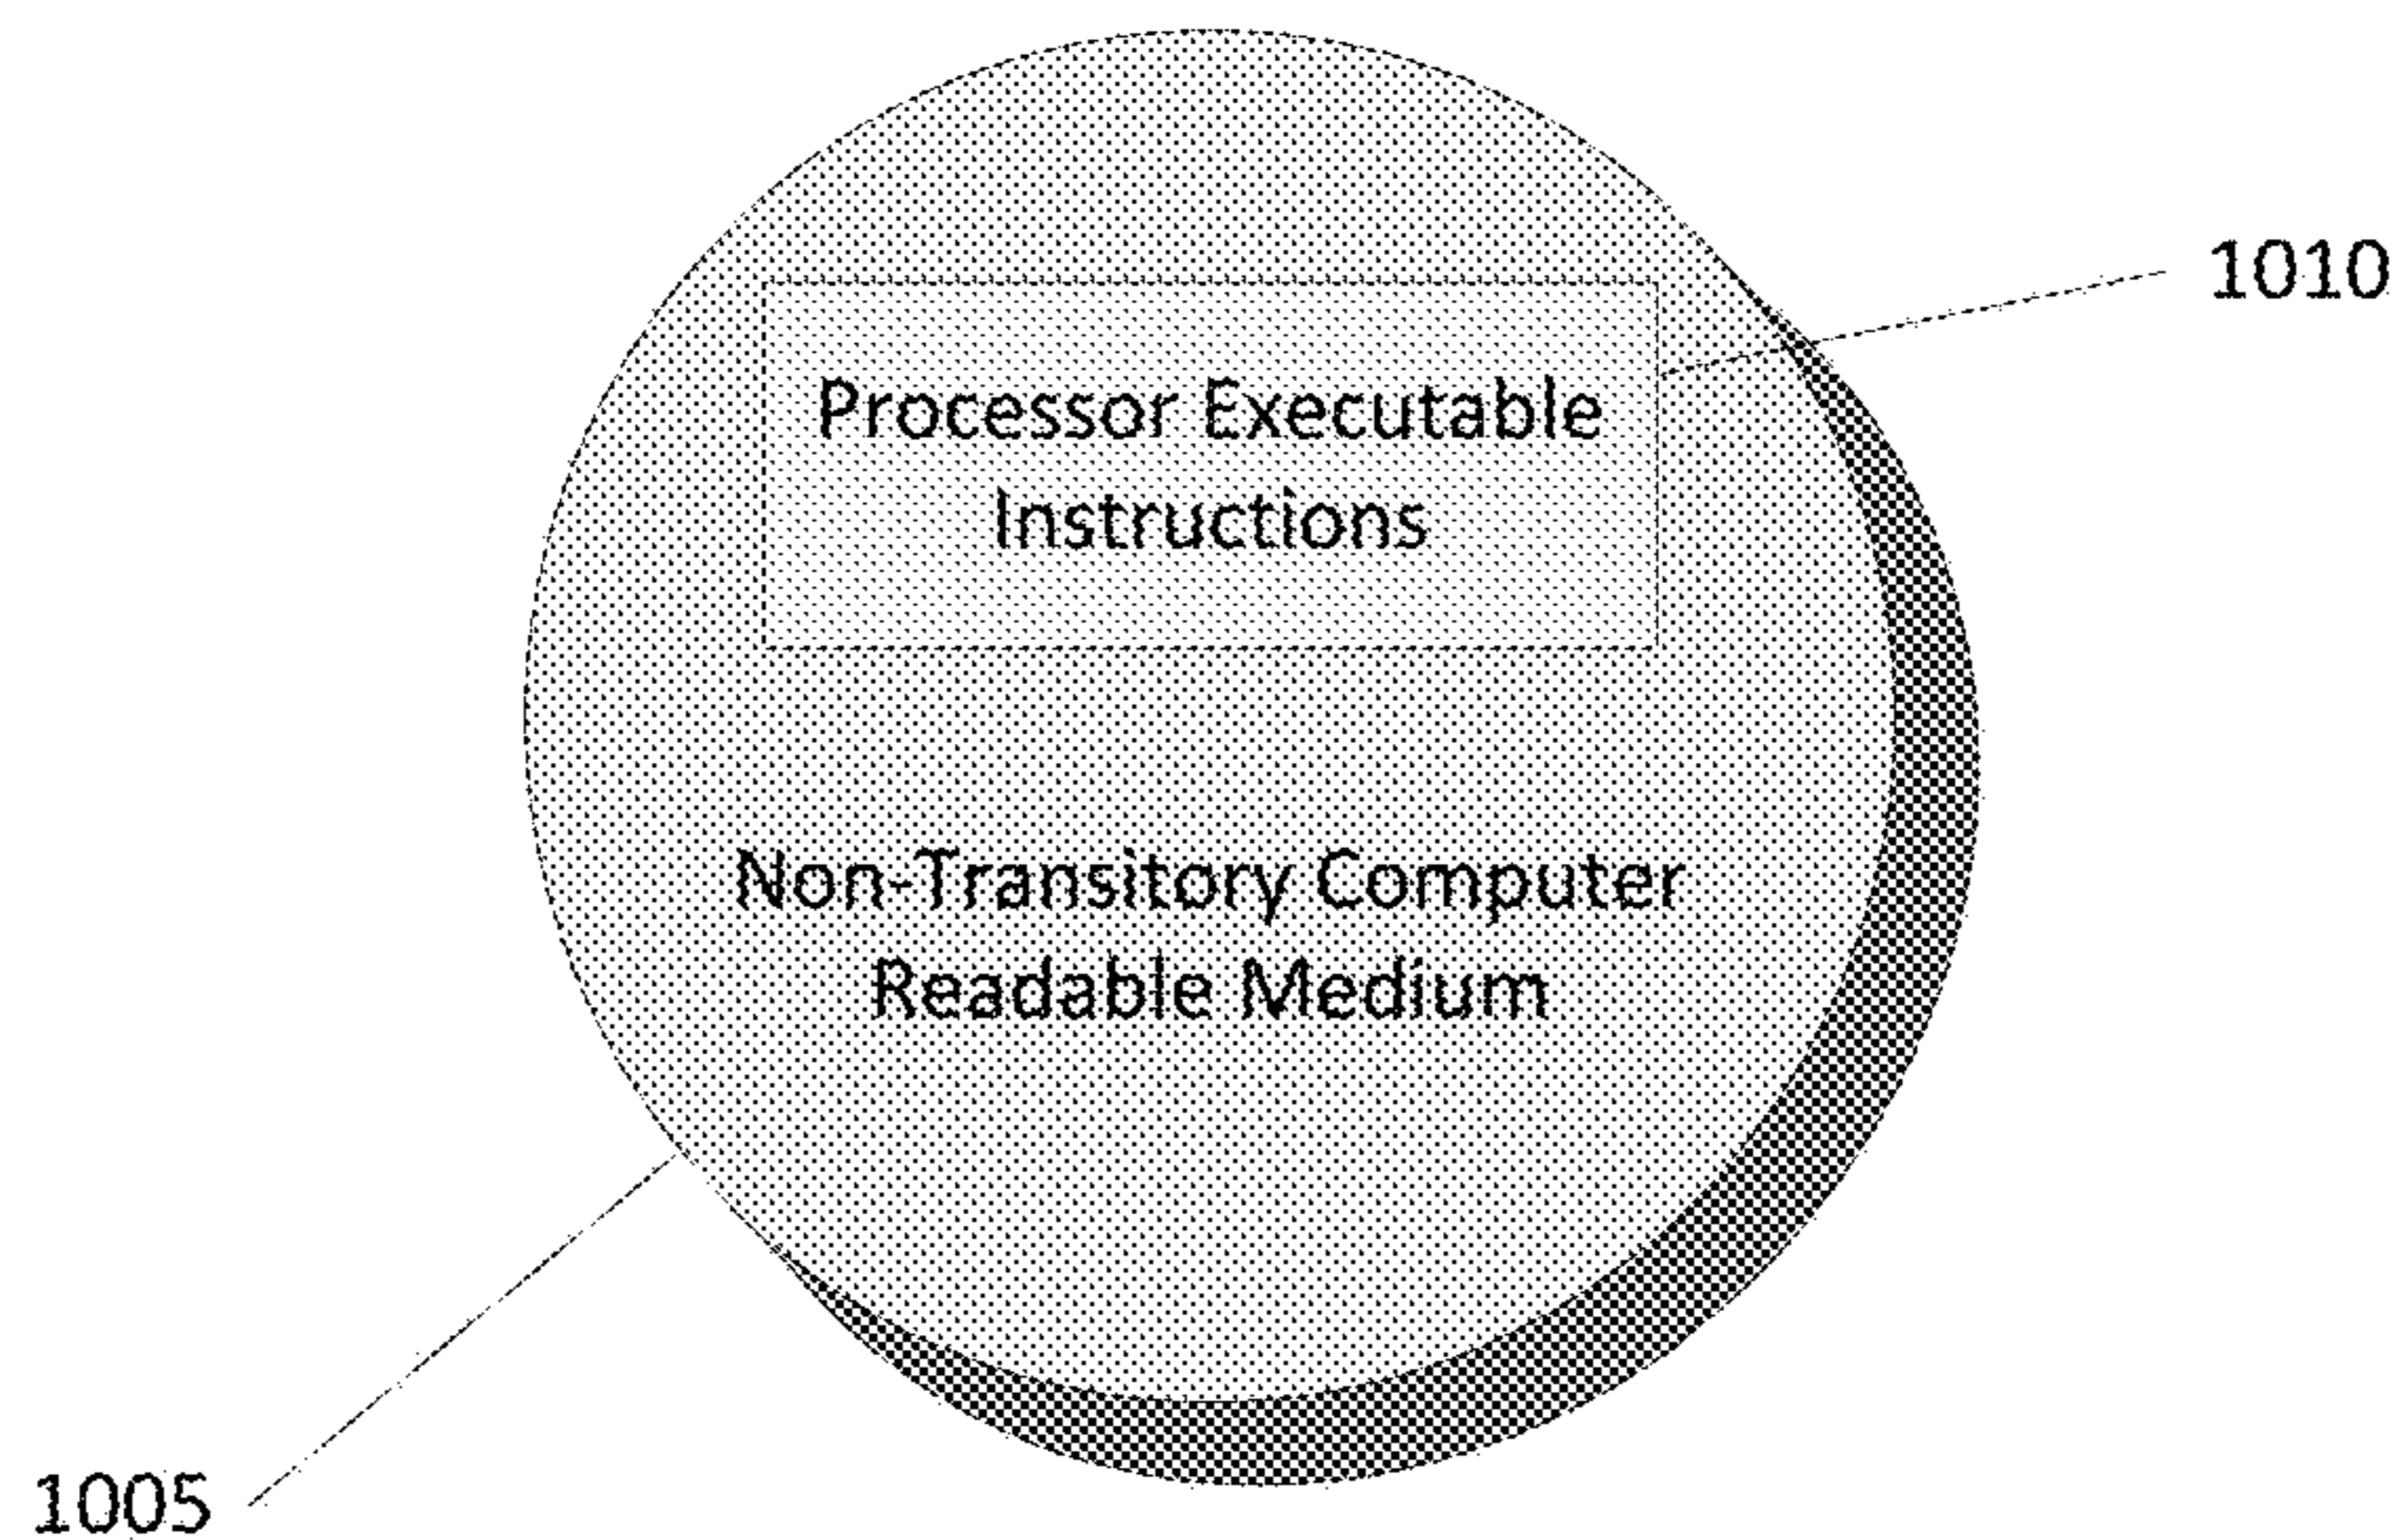 1010
Processor Executable
Instructions
Non-Transitory Computer
Readable Medium
1005